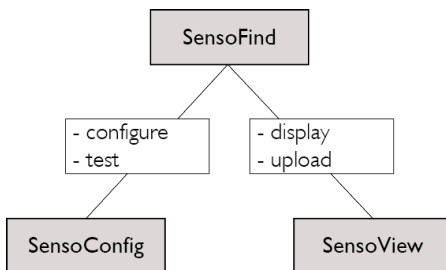 SensoFind
- configure
- test
- display
- upload
SensoConfig
SensoView